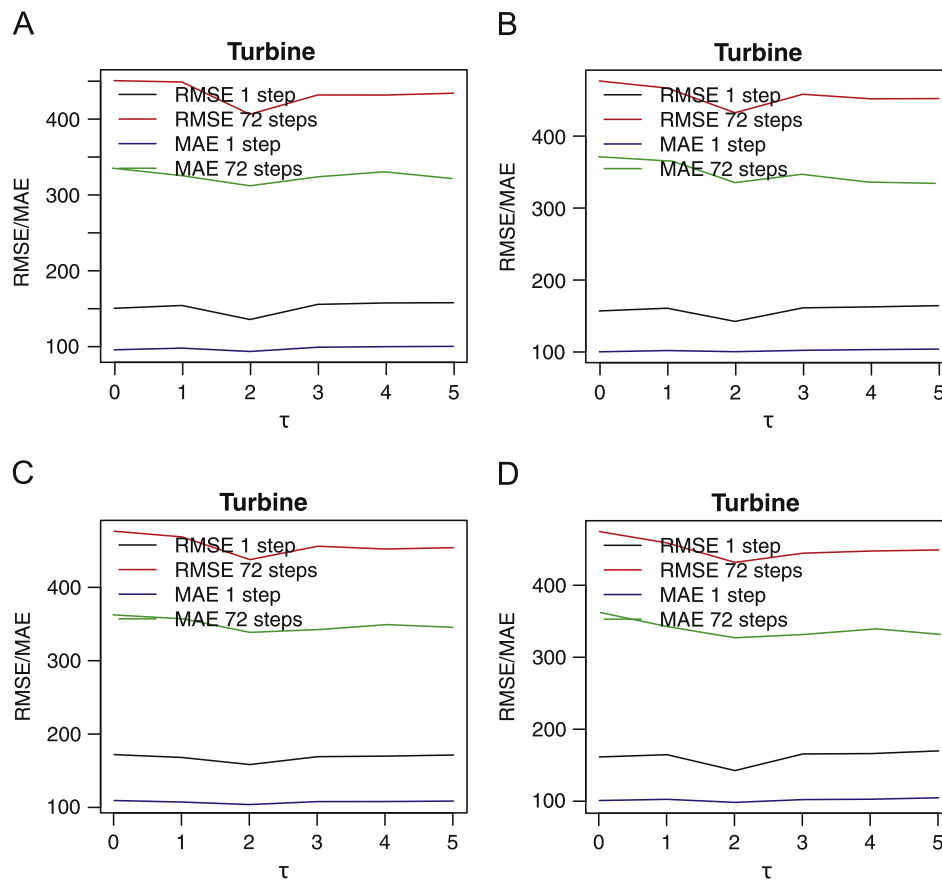 A
Turbine
RMSE 1 step
RMSE 72 steps
MAE 1 step
MAE 72 steps
RMSE/MAE
400
300
200
100
0 1 2 3 4 5
τ
B
Turbine
RMSE 1 step
RMSE 72 steps
MAE 1 step
MAE 72 steps
RMSE/MAE
400
300
200
100
0 1 2 3 4 5
τ
C
Turbine
RMSE 1 step
RMSE 72 steps
MAE 1 step
MAE 72 steps
RMSE/MAE
400
300
200
100
0 1 2 3 4 5
τ
D
Turbine
RMSE 1 step
RMSE 72 steps
MAE 1 step
MAE 72 steps
RMSE/MAE
400
300
200
100
0 1 2 3 4 5
τ